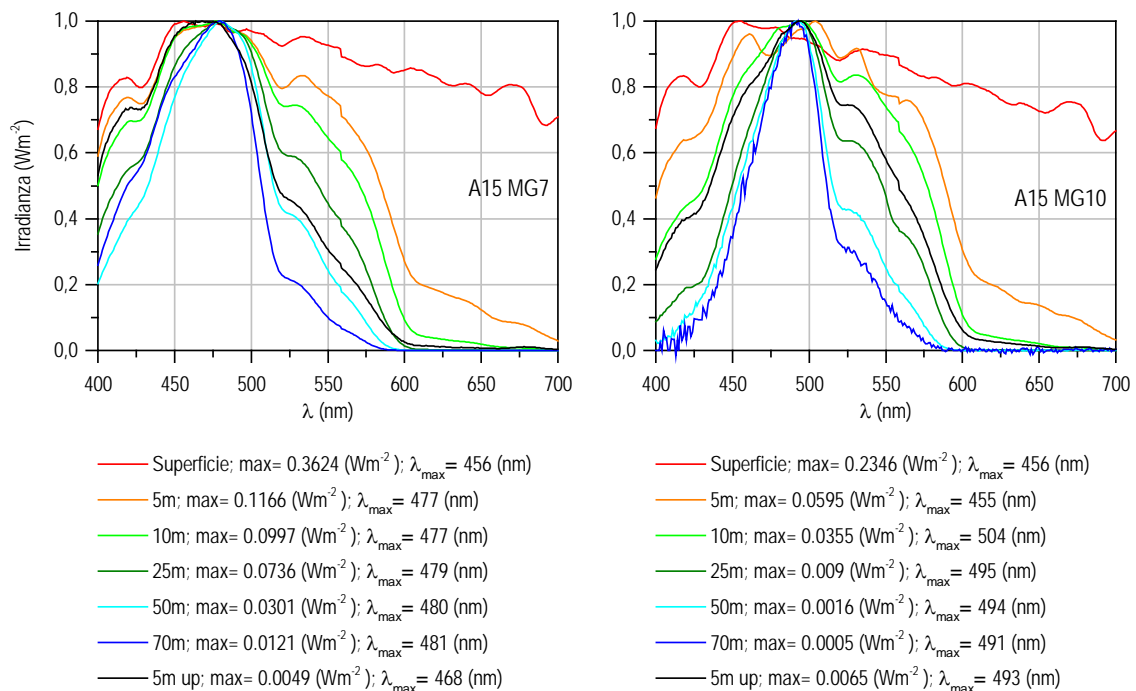 1,0
0,8
0,6
0,4
0,2
0,0
Irradianza (Wm-2)
A15 MG7
400 450 500 550 600 650 700
λ (nm)
Superficie; max= 0.3624 (Wm-2 ); λmax= 456 (nm)
5m; max= 0.1166 (Wm-2 ); λmax= 477 (nm)
10m; max= 0.0997 (Wm-2 ); λmax= 477 (nm)
25m; max= 0.0736 (Wm-2 ); λmax= 479 (nm)
50m; max= 0.0301 (Wm-2 ); λmax= 480 (nm)
70m; max= 0.0121 (Wm-2 ); λmax= 481 (nm)
5m up; max= 0.0049 (Wm-2 ); λmax= 468 (nm)
1,0
0,8
0,6
0,4
0,2
0,0
A15 MG10
400 450 500 550 600 650 700
λ (nm)
Superficie; max= 0.2346 (Wm-2 ); λmax= 456 (nm)
5m; max= 0.0595 (Wm-2 ); λmax= 455 (nm)
10m; max= 0.0355 (Wm-2 ); λmax= 504 (nm)
25m; max= 0.009 (Wm-2 ); λmax= 495 (nm)
50m; max= 0.0016 (Wm-2 ); λmax= 494 (nm)
70m; max= 0.0005 (Wm-2 ); λmax= 491 (nm)
5m up; max= 0.0065 (Wm-2 ); λmax= 493 (nm)